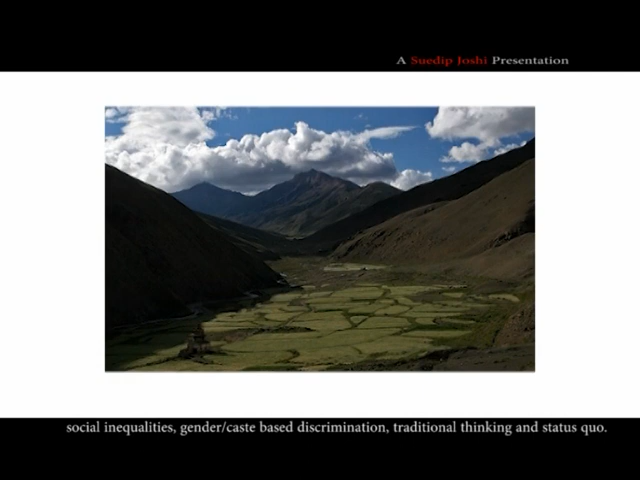 A Suedip Joshi Presentation
social inequalities, gender/caste based discrimination, traditional thinking and status quo.